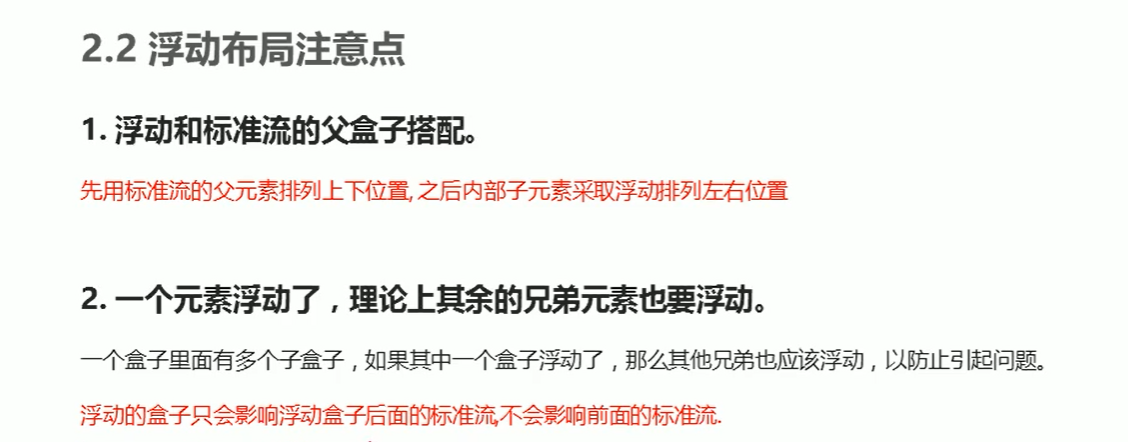 2.2 浮动布局注意点
1. 浮动和标准流的父盒子搭配。
先用标准流的父元素排列上下位置, 之后内部子元素采取浮动排列左右位置
2. 一个元素浮动了，理论上其余的兄弟元素也要浮动。
一个盒子里面有多个子盒子，如果其中一个盒子浮动了，那么其他兄弟也应该浮动，以防止引起问题。
浮动的盒子只会影响浮动盒子后面的标准流,不会影响前面的标准流.